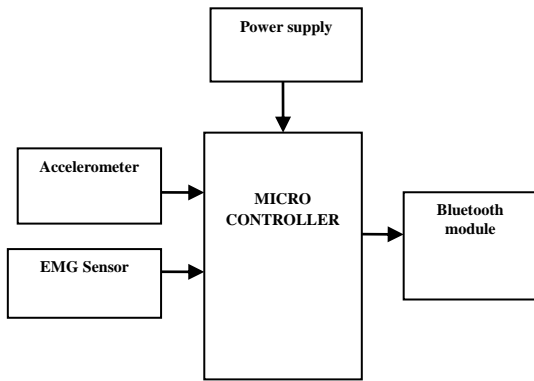 Power supply
Accelerometer
MICRO
CONTROLLER
Bluetooth
module
EMG Sensor